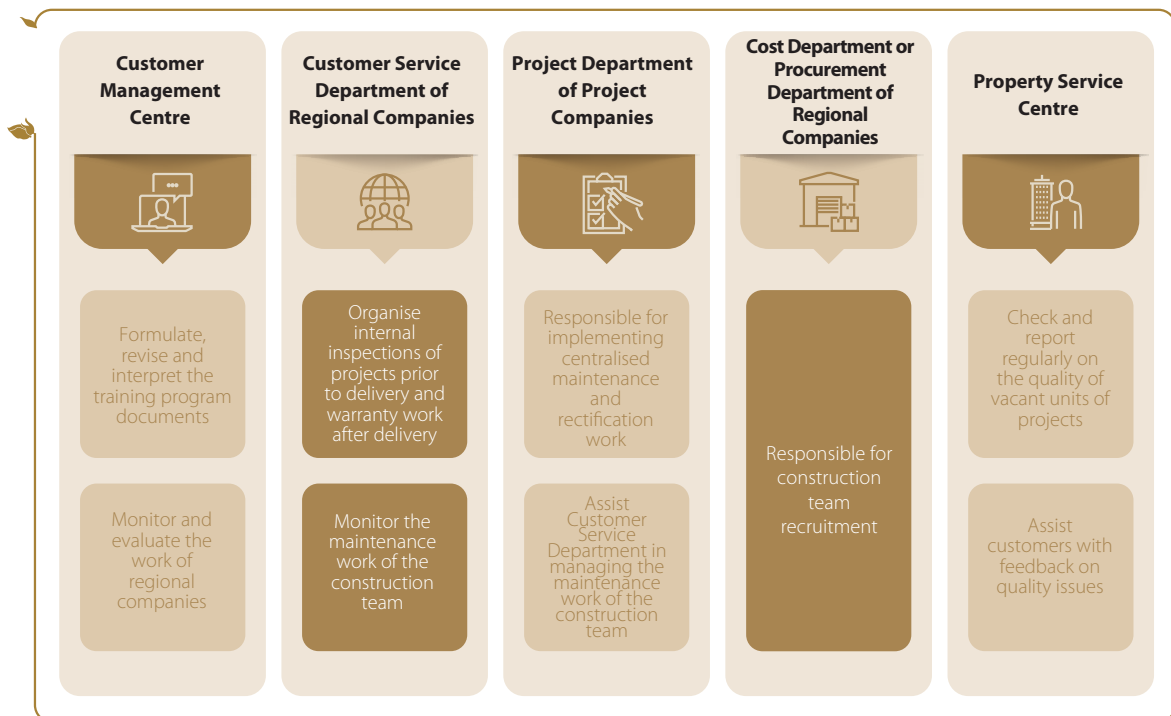 Customer
Management
Centre
Formulate,
revise and
interpret the
training program
documents
Monitor and
evaluate the
work of
regional
companies
Customer Service
Department of
Regional Companies
Organise
internal
inspections of
projects prior
to delivery and
warranty work
after delivery
Monitor the
maintenance
work of the
construction
team
Project Department
of Project
Companies
Responsible for
implementing
centralised
maintenance
and
rectification
work
Assist
Customer
Service
Department in
managing the
maintenance
work of the
construction
team
Cost Department or
Procurement
Department of
Regional
Companies
Responsible for
construction
team
recruitment
Property Service
Centre
Check and
report
regularly on
the quality of
vacant units of
projects
Assist
customers with
feedback on
quality issues